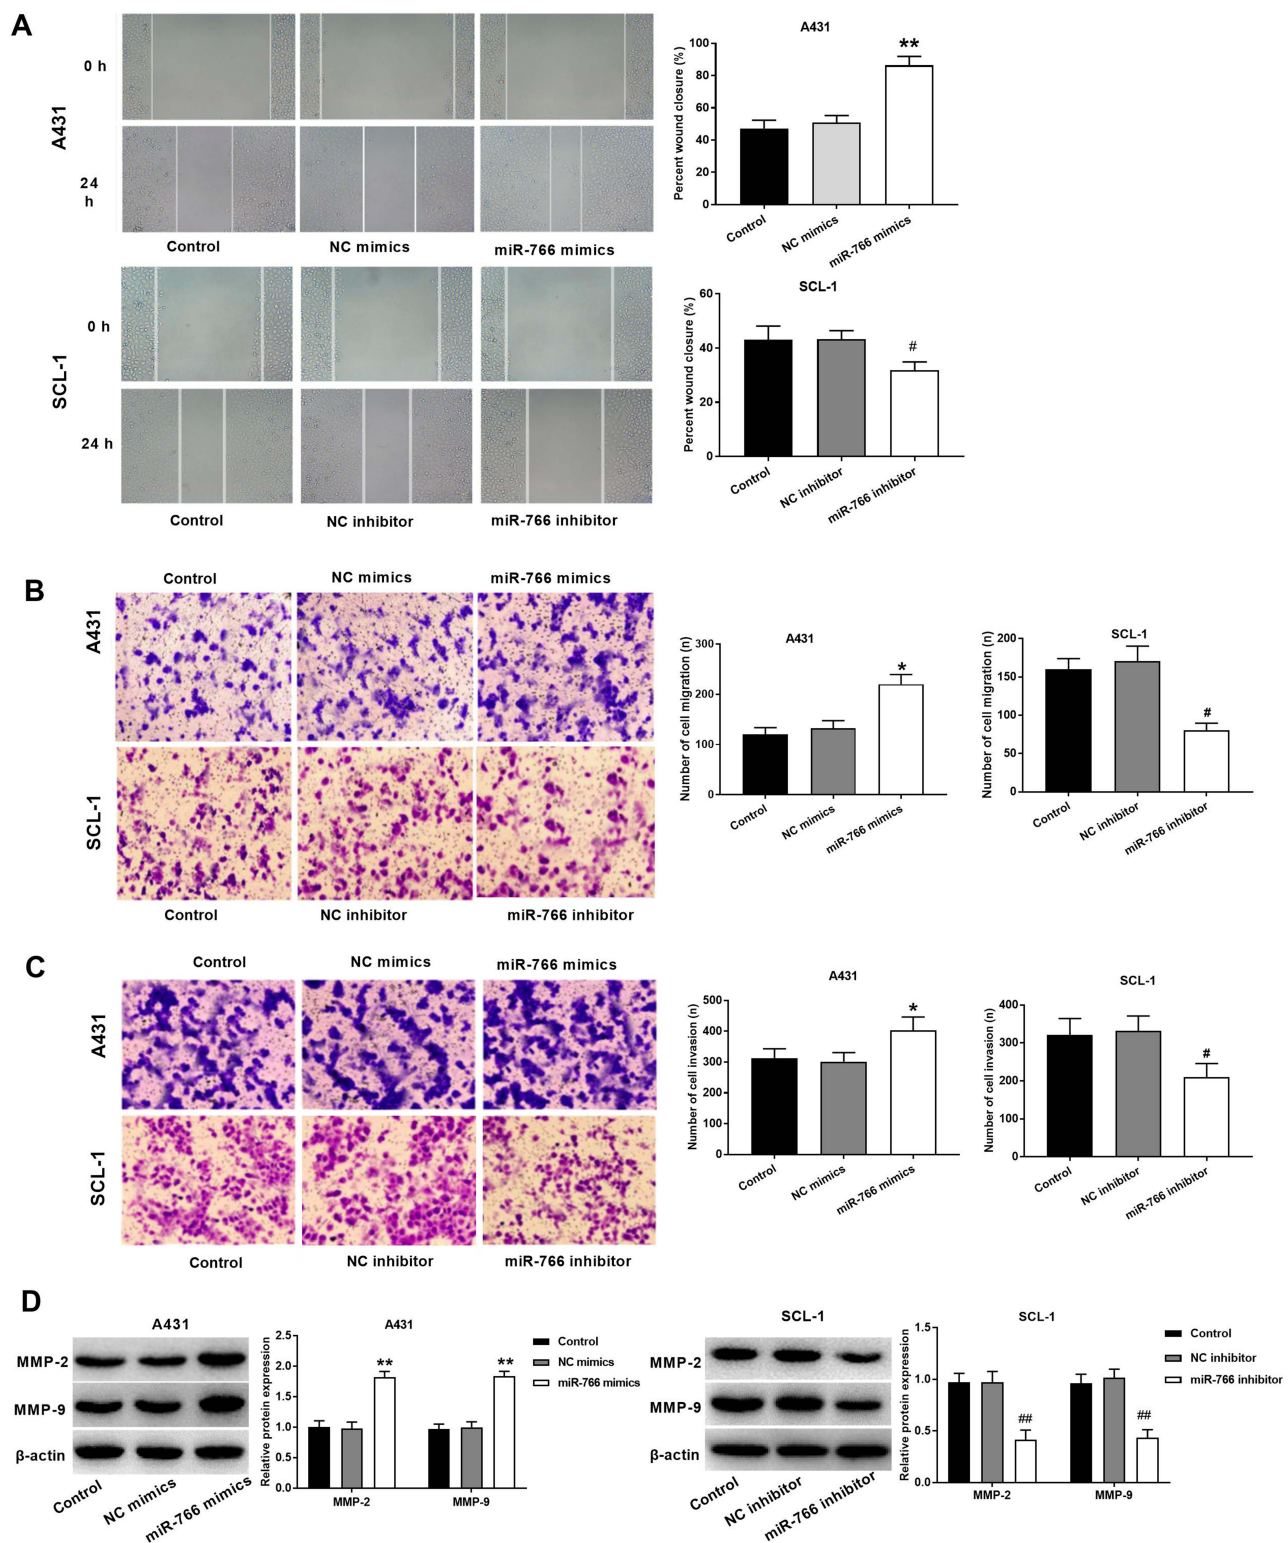 A
A431
0 h
24
h
Control
NC mimics
miR-766 mimics
SCL-1
0 h
24 h
Control
NC inhibitor
miR-766 inhibitor
A431
Percent wound closure (%)
100
80
60
40
20
0
**
Control
NC mimics
miR-766 mimics
SCL-1
Percent wound closure (%)
60
40
20
0
#
Control
NC inhibitor
miR-766 inhibitor
B
Control
NC mimics
miR-766 mimics
A431
SCL-1
Control
NC inhibitor
miR-766 inhibitor
A431
Number of cell migration (n)
300
200
100
0
*
Control
NC mimics
miR-766 mimics
SCL-1
Number of cell migration (n)
200
150
100
50
0
#
Control
NC inhibitor
miR-766 inhibitor
C
Control
NC mimics
miR-766 mimics
A431
SCL-1
Control
NC inhibitor
miR-766 inhibitor
A431
Number of cell invasion (n)
500
400
300
200
100
0
*
Control
NC mimics
miR-766 mimics
SCL-1
Number of cell invasion (n)
400
300
200
100
0
#
Control
NC inhibitor
miR-766 inhibitor
D
A431
MMP-2
MMP-9
β-actin
Control
NC mimics
miR-766 mimics
A431
Relative protein expression
2.5
2.0
1.5
1.0
0.5
0.0
**
**
MMP-2
MMP-9
Control
NC mimics
miR-766 mimics
SCL-1
MMP-2
MMP-9
β-actin
Control
NC inhibitor
miR-766 inhibitor
SCL-1
Relative protein expression
1.5
1.0
0.5
0.0
##
##
MMP-2
MMP-9
Control
NC inhibitor
miR-766 inhibitor